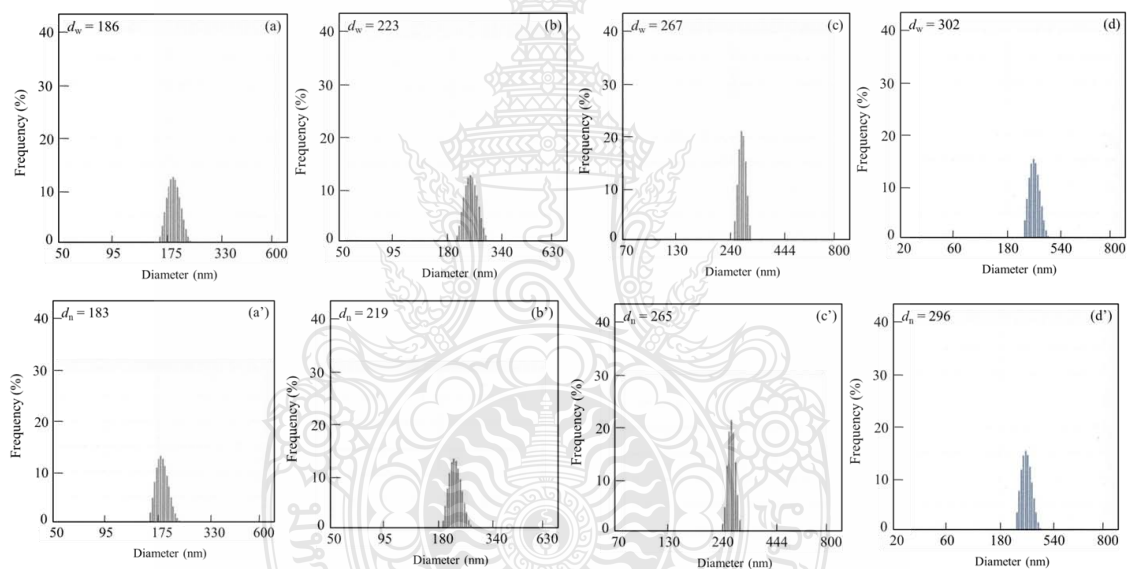 dw = 186 (a)
40
30
20
10
0
50 95 175 330 600
Frequency (%)
Diameter (nm)
dw = 223 (b)
40
30
20
10
0
50 95 180 340 630
Frequency (%)
Diameter (nm)
dw = 267 (c)
40
30
20
10
0
70 130 240 444 800
Frequency (%)
Diameter (nm)
dw = 302 (d)
40
30
20
10
0
20 60 180 540 800
Frequency (%)
Diameter (nm)
dn = 183 (a’)
40
30
20
10
0
50 95 175 330 600
Frequency (%)
Diameter (nm)
dn = 219 (b’)
40
30
20
10
0
50 95 180 340 630
Frequency (%)
Diameter (nm)
dn = 265 (c’)
40
30
20
10
0
70 130 240 444 800
Frequency (%)
Diameter (nm)
dn = 296 (d’)
40
30
20
10
0
20 60 180 540 800
Frequency (%)
Diameter (nm)